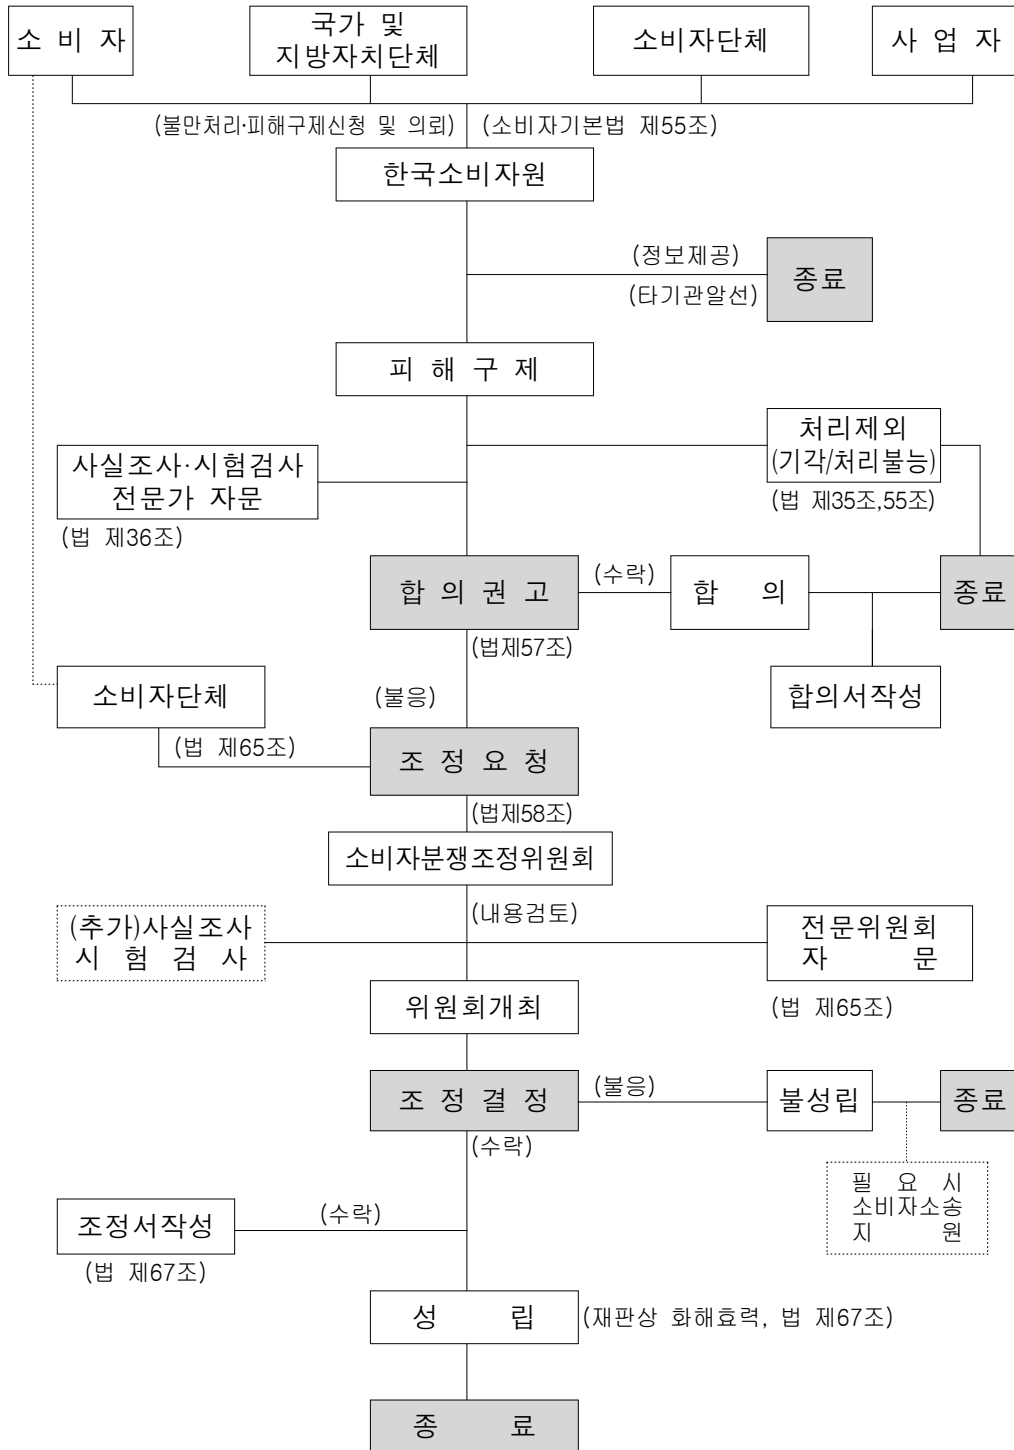 소 비 자
국가 및
지방자치단체
소비자단체
사 업 자
(불만처리·피해구제신청 및 의뢰)
(소비자기본법 제55조)
한국소비자원
(정보제공)
(타기관알선)
종료
피 해 구 제
처리제외
(기각/처리불능)
(법 제35조,55조)
사실조사·시험검사
전문가 자문
(법 제36조)
합 의 권 고
(수락)
합 의
종료
(법제57조)
합의서작성
소비자단체
(불응)
(법 제65조)
조 정 요 청
(법제58조)
소비자분쟁조정위원회
(내용검토)
(추가)사실조사
시 험 검 사
전문위원회
자 문
(법 제65조)
위원회개최
조 정 결 정
(불응)
불성립
종료
(수락)
필 요 시
소비자소송
지 원
조정서작성
(수락)
(법 제67조)
성 립
(재판상 화해효력, 법 제67조)
종 료